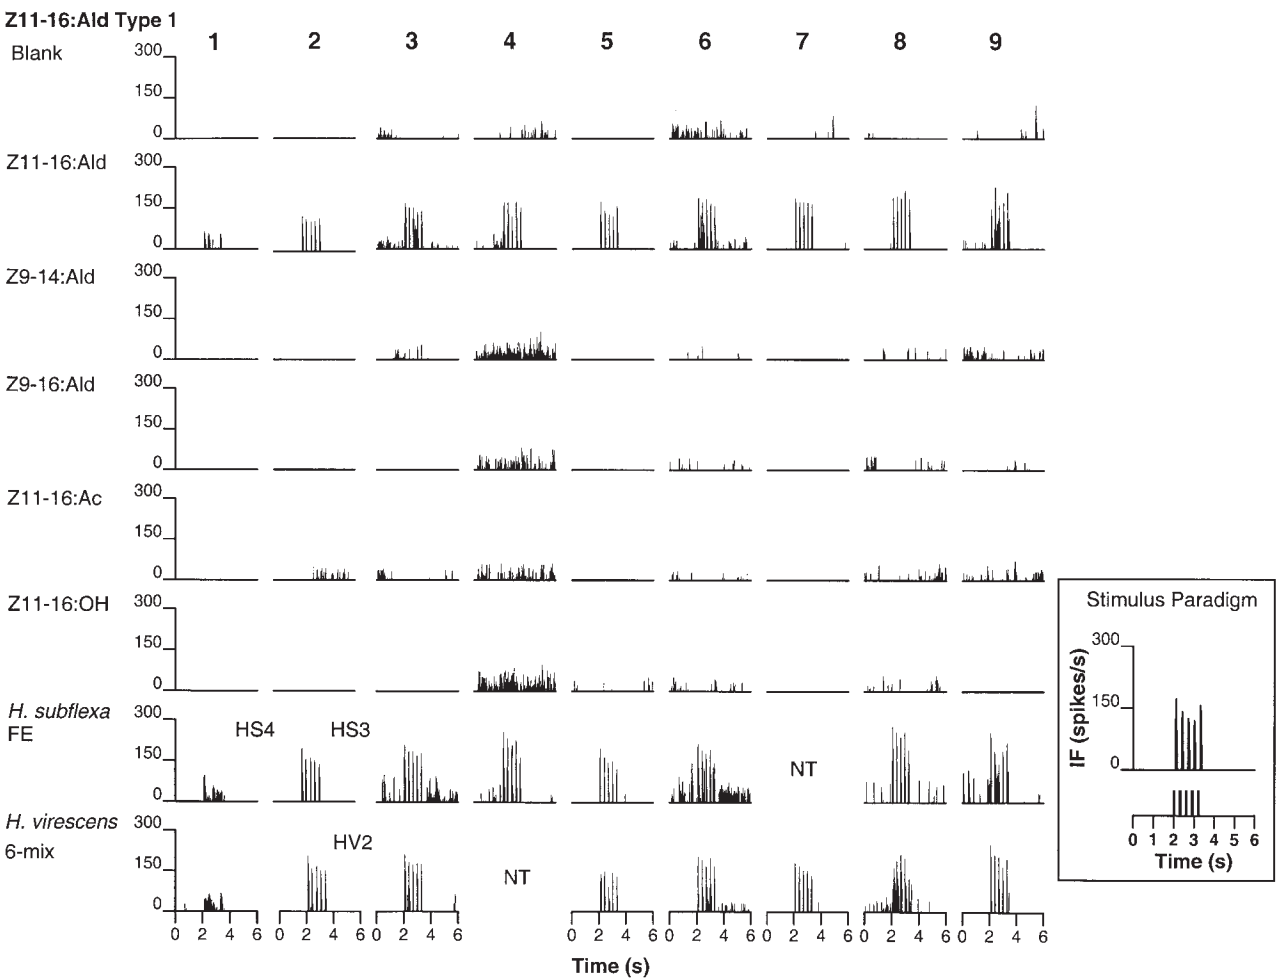 Z11-16:Ald Type 1
1 2 3 4 5 6 7 8 9
Blank
300
150
0
Z11-16:Ald
300
150
0
Z9-14:Ald
300
150
0
Z9-16:Ald
300
150
0
Z11-16:Ac
300
150
0
Z11-16:OH
300
150
0
H. subflexa
FE
300
150
0
HS4
HS3
NT
H. virescens
6-mix
300
150
0
HV2
NT
0 2 4 6 0 2 4 6 0 2 4 6 0 2 4 6 0 2 4 6 0 2 4 6 0 2 4 6 0 2 4 6
Time (s)
Stimulus Paradigm
IF (spikes/s)
300
150
0
0 1 2 3 4 5 6
Time (s)